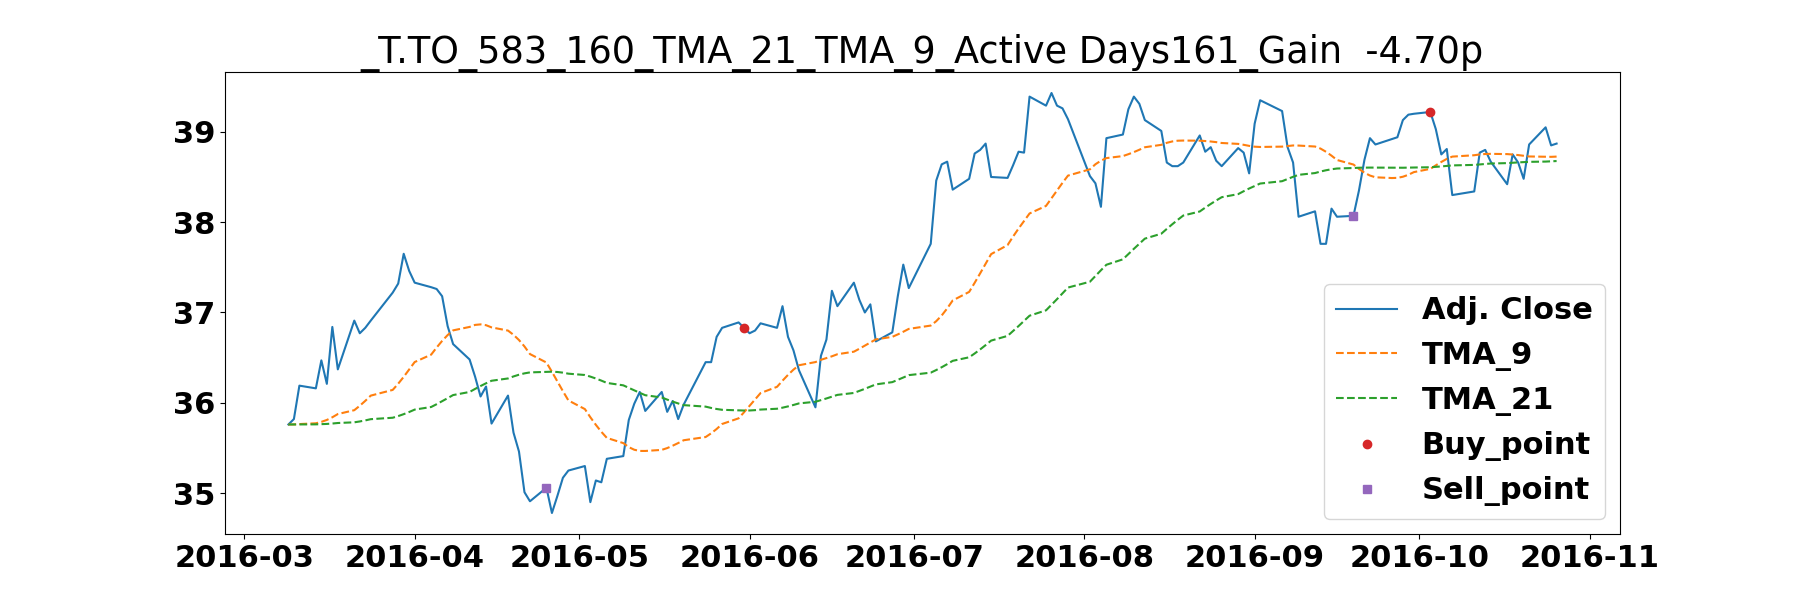 _T.TO_583_160_TMA_21_TMA_9_Active Days161_Gain  -4.70p
39
38
37
36
35
Adj. Close
TMA_9
TMA_21
Buy_point
Sell_point
2016-03 2016-04 2016-05 2016-06 2016-07 2016-08 2016-09 2016-10 2016-11